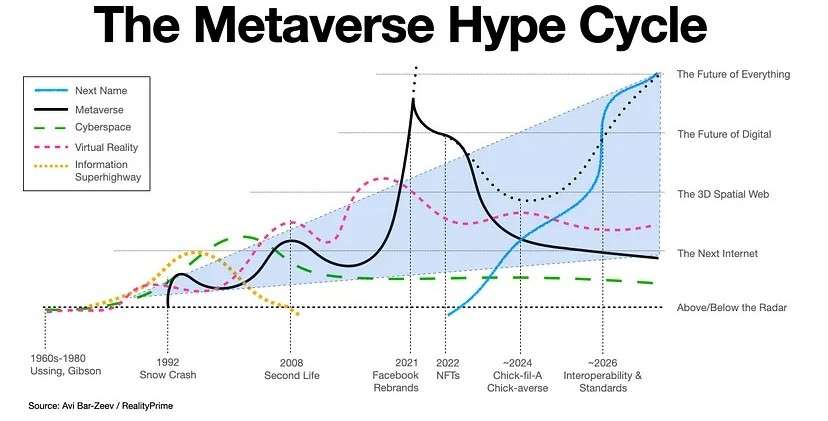 The Metaverse Hype Cycle
Next Name
Metaverse
Cyberspace
Virtual Reality
Information
Superhighway
The Future of Everything
The Future of Digital
The 3D Spatial Web
The Next Internet
Above/Below the Radar
1960s-1980
Ussing, Gibson
1992
Snow Crash
2008
Second Life
2021
Facebook
Rebrands
2022
NFTs
~2024
Chick-fil-A
Chick-averse
~2026
Interoperability &
Standards
Source: Avi Bar-Zeev / RealityPrime